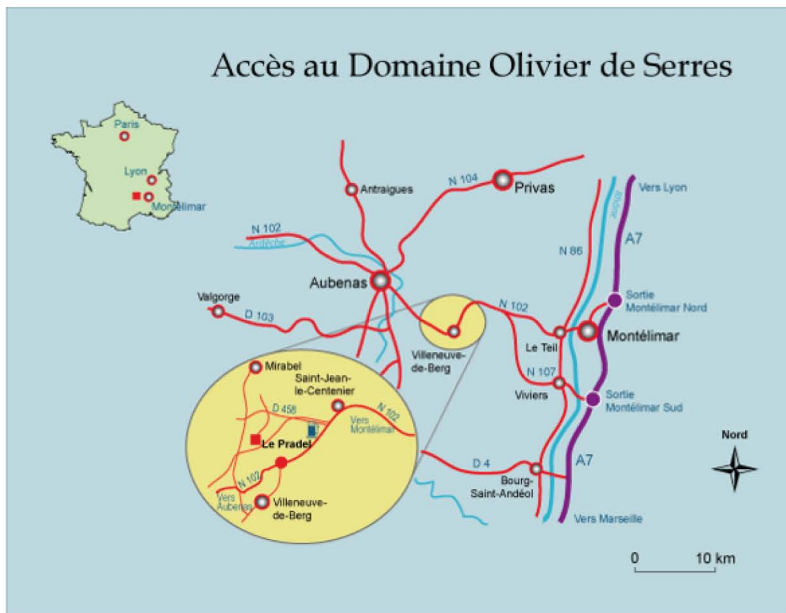 Accès au Domaine Olivier de Serres
Paris
Lyon
Montélimar
Antraigues
N 104
Privas
Vers Lyon
Rhône
A7
N 102
Ardèche
N 86
Aubenas
Valgorge
D 103
N 102
Sortie
Montélimar Nord
Villeneuve-
de-Berg
Le Teil
Montélimar
N 107
Viviers
Sortie
Montélimar Sud
Mirabel
Saint-Jean-
le-Centenier
D 458
N 102
Vers
Montélimar
Le Pradel
N 102
Vers
Aubenas
Villeneuve-
de-Berg
D 4
Bourg-
Saint-Andéol
A7
Vers Marseille
Nord
0 10 km